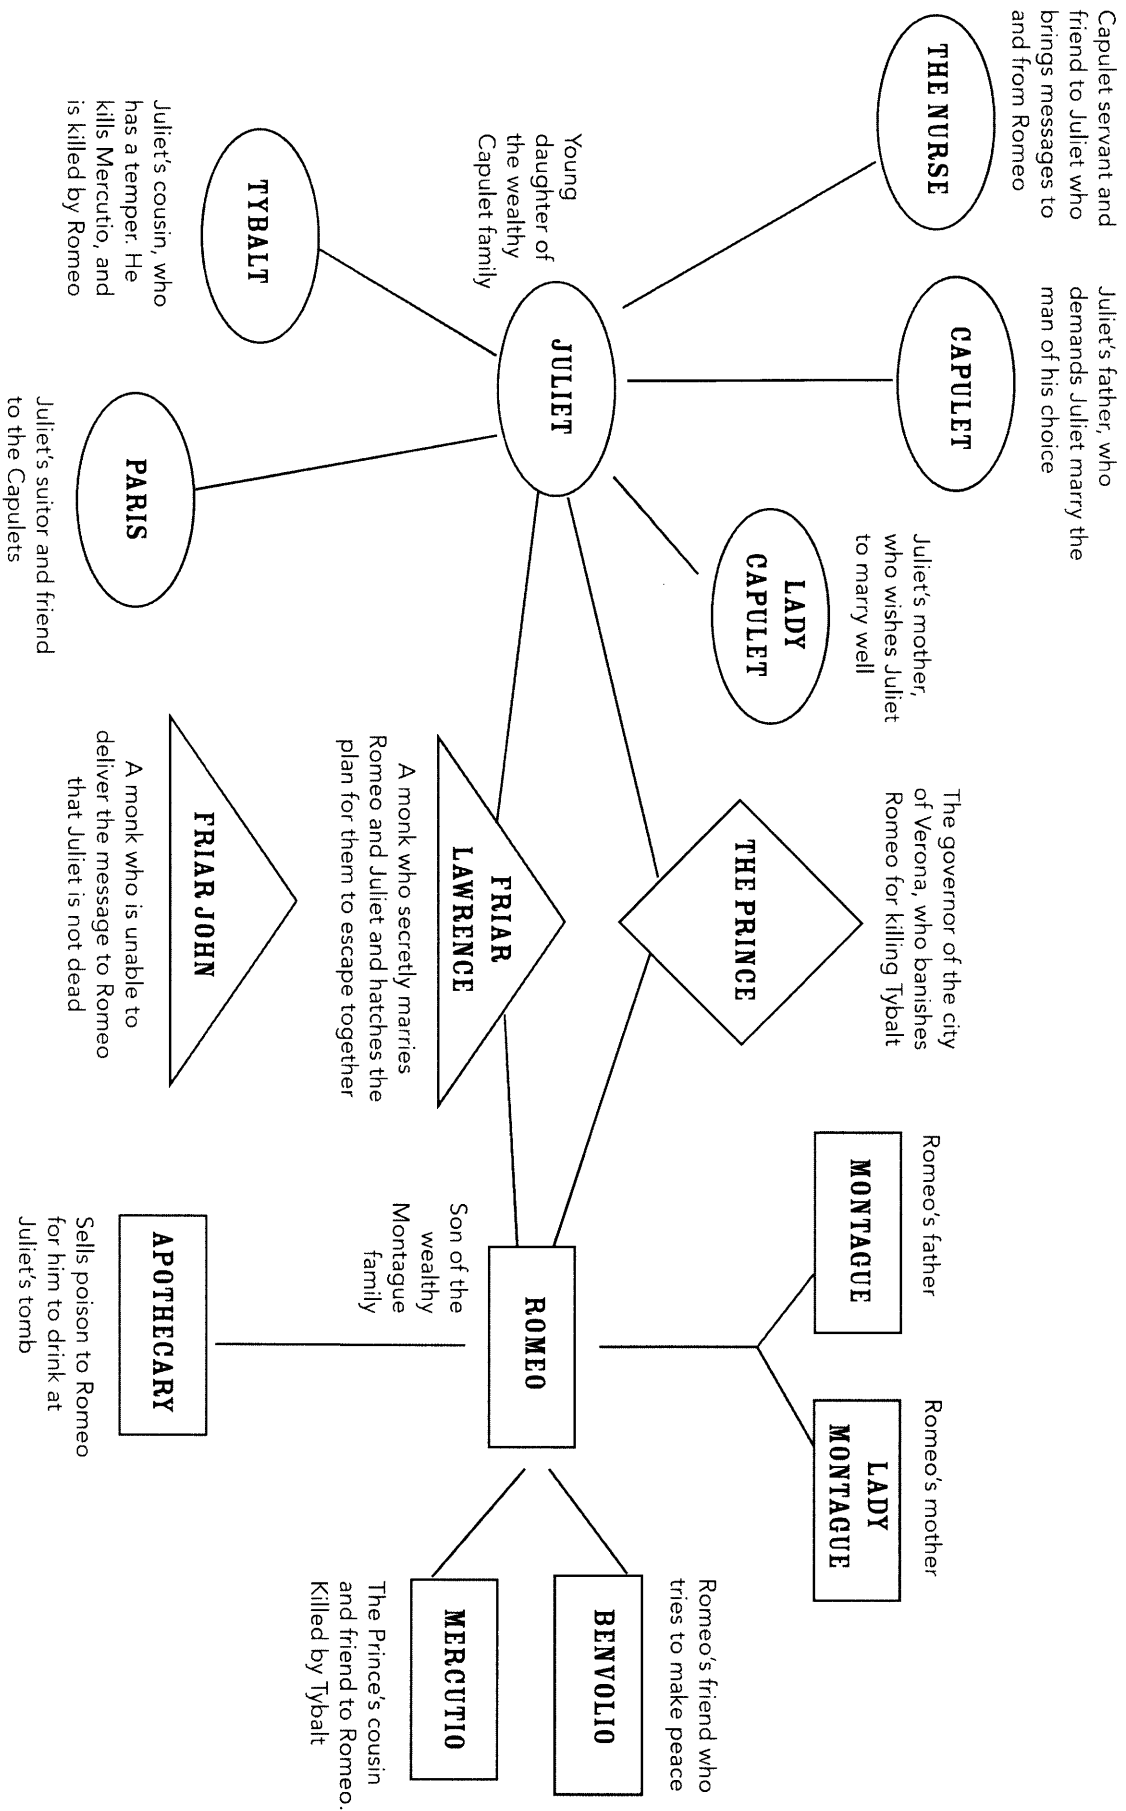 Capulet servant and
friend to Juliet who
brings messages to
and from Romeo
THE NURSE
Juliet's father, who
demands Juliet marry the
man of his choice
CAPULET
Juliet's mother,
who wishes Juliet
to marry well
LADY
CAPULET
The governor of the city
of Verona, who banishes
Romeo for killing Tybalt
THE PRINCE
Romeo's father
MONTAGUE
Romeo's mother
LADY
MONTAGUE
Young
daughter of
the wealthy
Capulet family
JULIET
FRIAR
LAWRENCE
A monk who secretly marries
Romeo and Juliet and hatches the
plan for them to escape together
ROMEO
Son of the
wealthy
Montague
family
Romeo's friend who
tries to make peace
BENVOLIO
MERCUTIO
The Prince's cousin
and friend to Romeo.
Killed by Tybalt
TYBALT
Juliet's cousin, who
has a temper. He
kills Mercutio, and
is killed by Romeo
PARIS
Juliet's suitor and friend
to the Capulets
FRIAR JOHN
A monk who is unable to
deliver the message to Romeo
that Juliet is not dead
APOTHECARY
Sells poison to Romeo
for him to drink at
Juliet's tomb